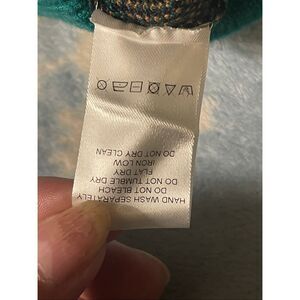 HAND WASH SEPARATELY
DO NOT BLEACH
DO NOT TUMBLE DRY
FLAT DRY
IRON LOW
DO NOT DRY CLEAN